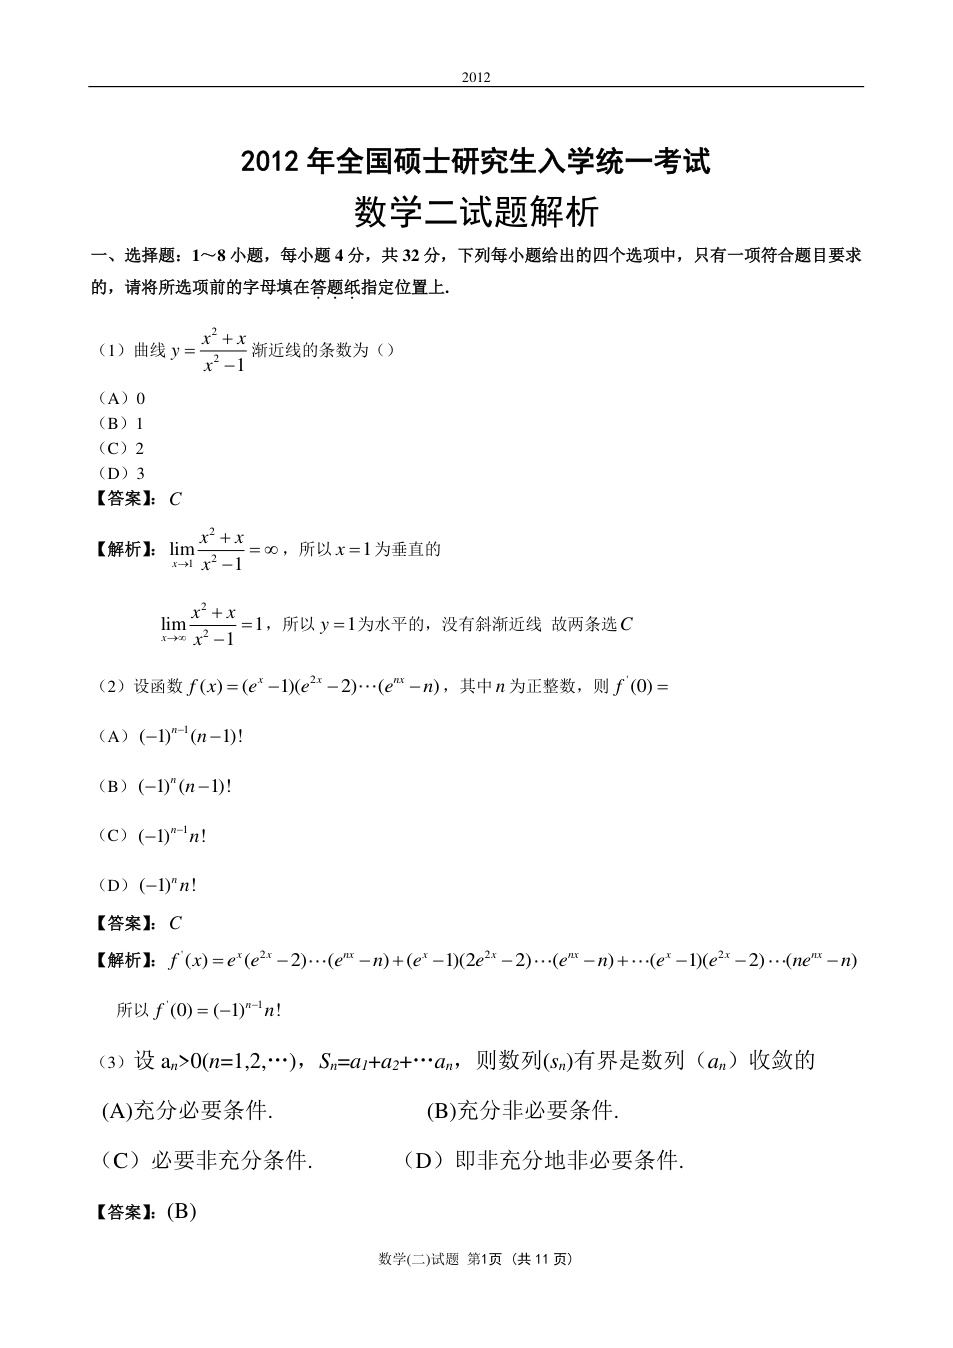 2012
2012 年全国硕士研究生入学统一考试
数学二试题解析
一、选择题：1～8 小题，每小题 4 分，共 32 分，下列每小题给出的四个选项中，只有一项符合题目要求
的，请将所选项前的字母填在答题纸指定位置上.
（1）曲线 y = (x² + x)/(x² − 1) 渐近线的条数为（）
（A）0
（B）1
（C）2
（D）3
【答案】：C
【解析】：lim_{x→1} (x² + x)/(x² − 1) = ∞，所以 x = 1 为垂直的
lim_{x→∞} (x² + x)/(x² − 1) = 1，所以 y = 1 为水平的，没有斜渐近线 故两条选 C
（2）设函数 f(x) = (e^x − 1)(e^{2x} − 2)⋯(e^{nx} − n)，其中 n 为正整数，则 f'(0) =
（A）(−1)^{n−1}(n−1)!
（B）(−1)^n(n−1)!
（C）(−1)^{n−1}n!
（D）(−1)^n n!
【答案】：C
【解析】：f'(x) = e^x(e^{2x} − 2)⋯(e^{nx} − n) + (e^x − 1)(2e^{2x} − 2)⋯(e^{nx} − n) + ⋯(e^x − 1)(e^{2x} − 2)⋯(ne^{nx} − n)
所以 f'(0) = (−1)^{n−1}n!
（3）设 a_n>0(n=1,2,…)，S_n=a_1+a_2+…a_n，则数列(s_n)有界是数列（a_n）收敛的
(A)充分必要条件. (B)充分非必要条件.
（C）必要非充分条件. （D）即非充分地非必要条件.
【答案】：(B)
数学(二)试题 第1页 (共 11 页)